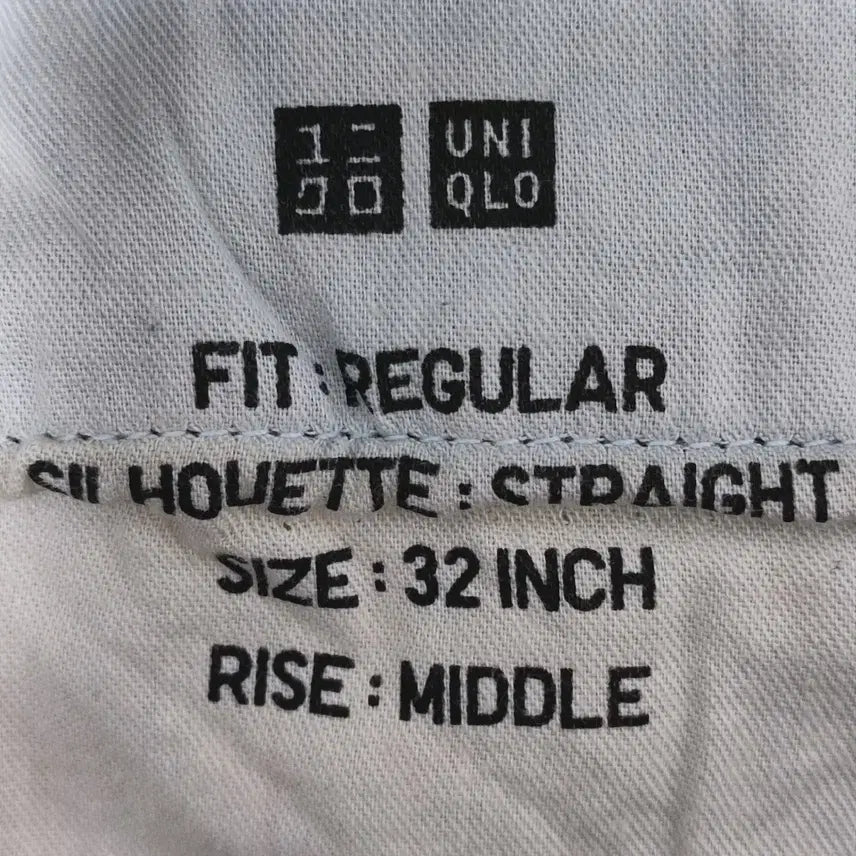 ユニ
クロ
UNI
QLO
FIT : REGULAR
SILHOUETTE : STRAIGHT
SIZE : 32 INCH
RISE : MIDDLE